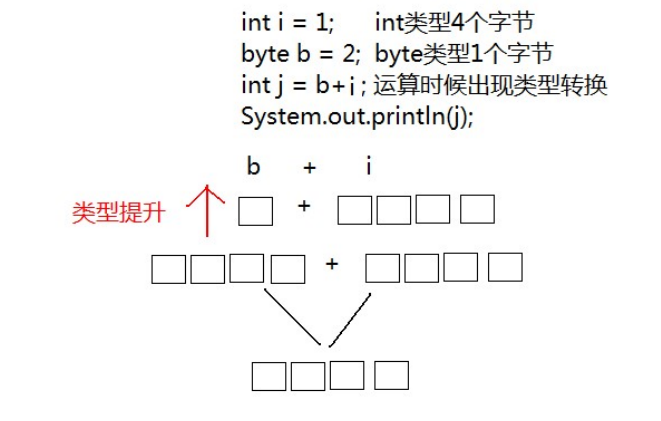 int i = 1; int类型4个字节
byte b = 2; byte类型1个字节
int j = b+i; 运算时候出现类型转换
System.out.println(j);
b + i
类型提升
+
+